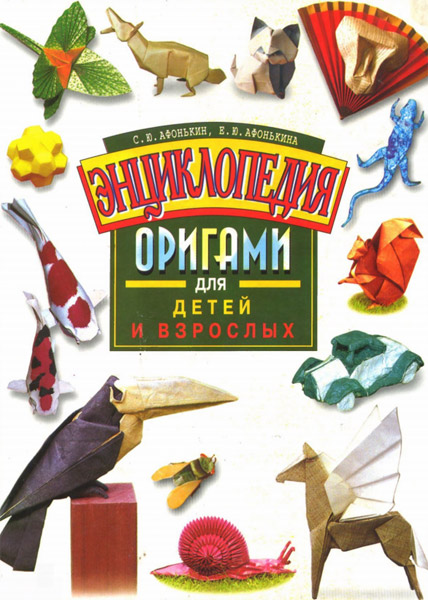 С. Ю. АФОНЬКИН, Е. Ю. АФОНЬКИНА
ЭНЦИКЛОПЕДИЯ
ОРИГАМИ
ДЛЯ
ДЕТЕЙ
И ВЗРОСЛЫХ